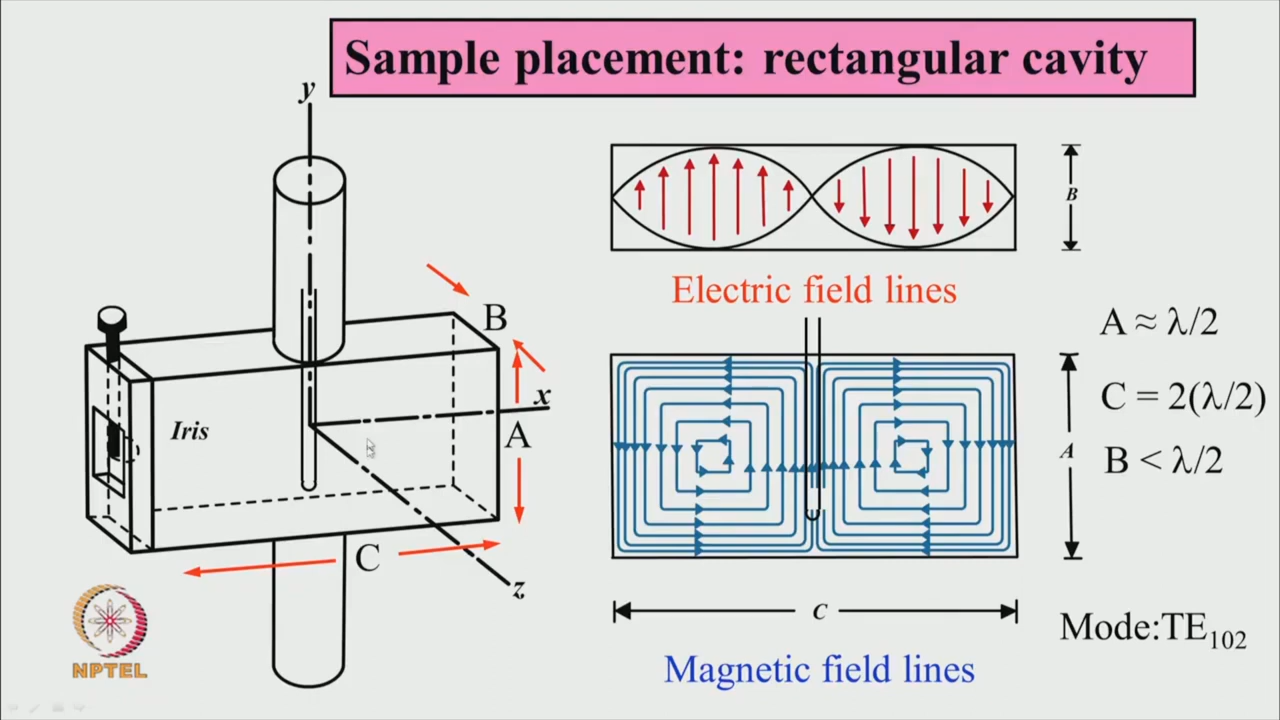 Sample placement: rectangular cavity
y
B
Electric field lines
B
x
A
Iris
A ≈ λ/2
C = 2(λ/2)
A
B < λ/2
C
z
C
Mode:TE₁₀₂
Magnetic field lines
NPTEL